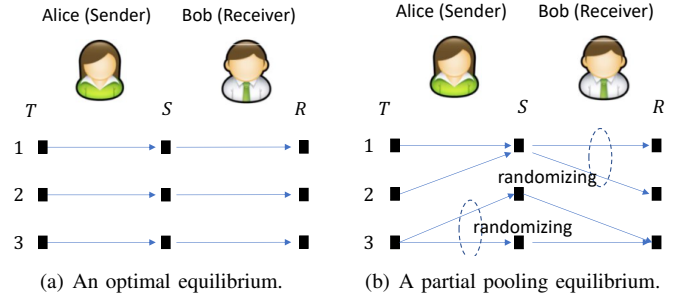 Alice (Sender) Bob (Receiver) Alice (Sender) Bob (Receiver)
T S R T S R
1 1
2 randomizing 2
3 randomizing 3
(a) An optimal equilibrium. (b) A partial pooling equilibrium.